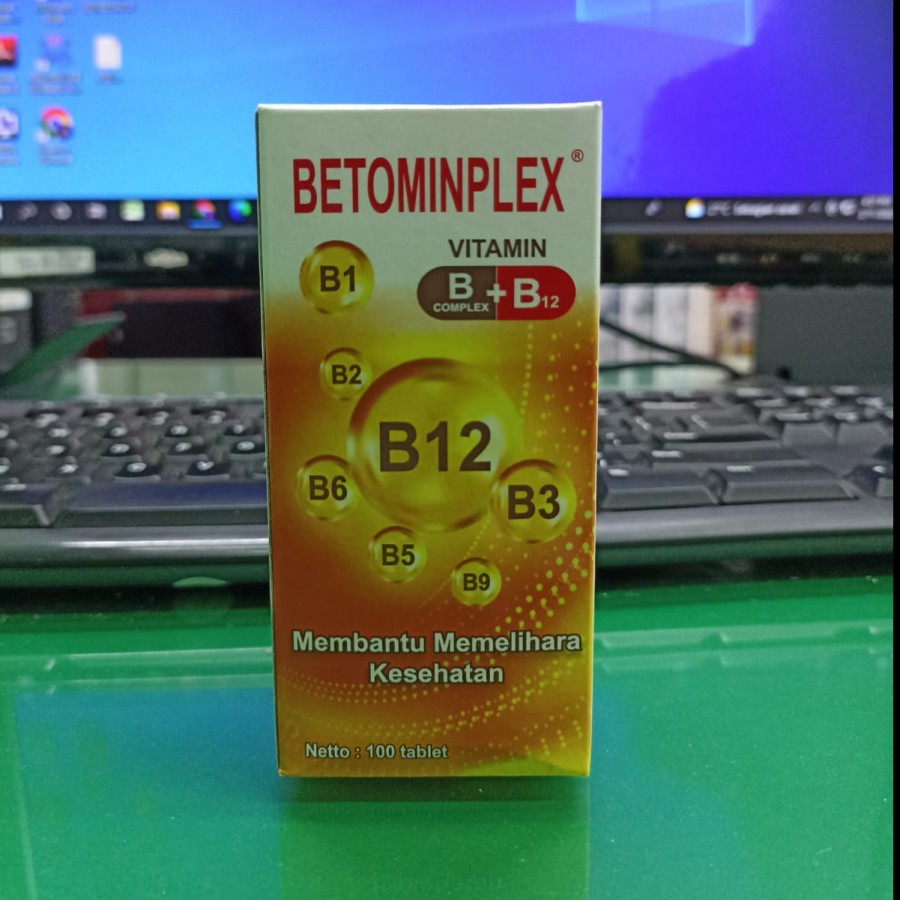 BETOMINPLEX®
VITAMIN
B COMPLEX + B12
B1
B2
B12
B6
B3
B5
B9
Membantu Memelihara
Kesehatan
Netto : 100 tablet